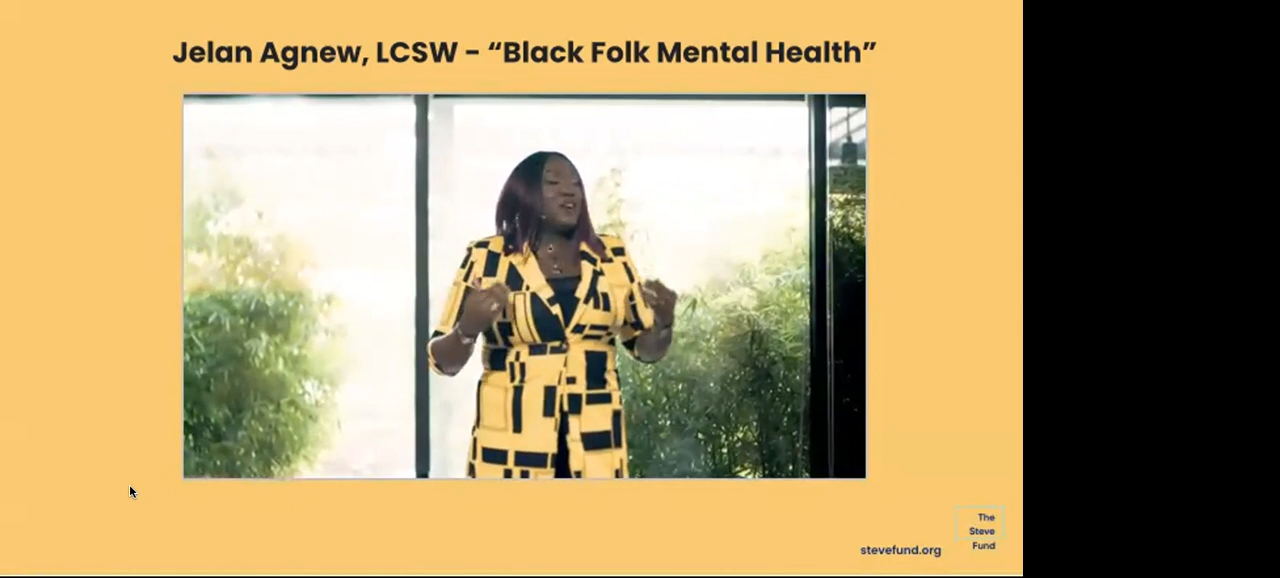 Jelan Agnew, LCSW - “Black Folk Mental Health”
stevefund.org
The
Steve
Fund